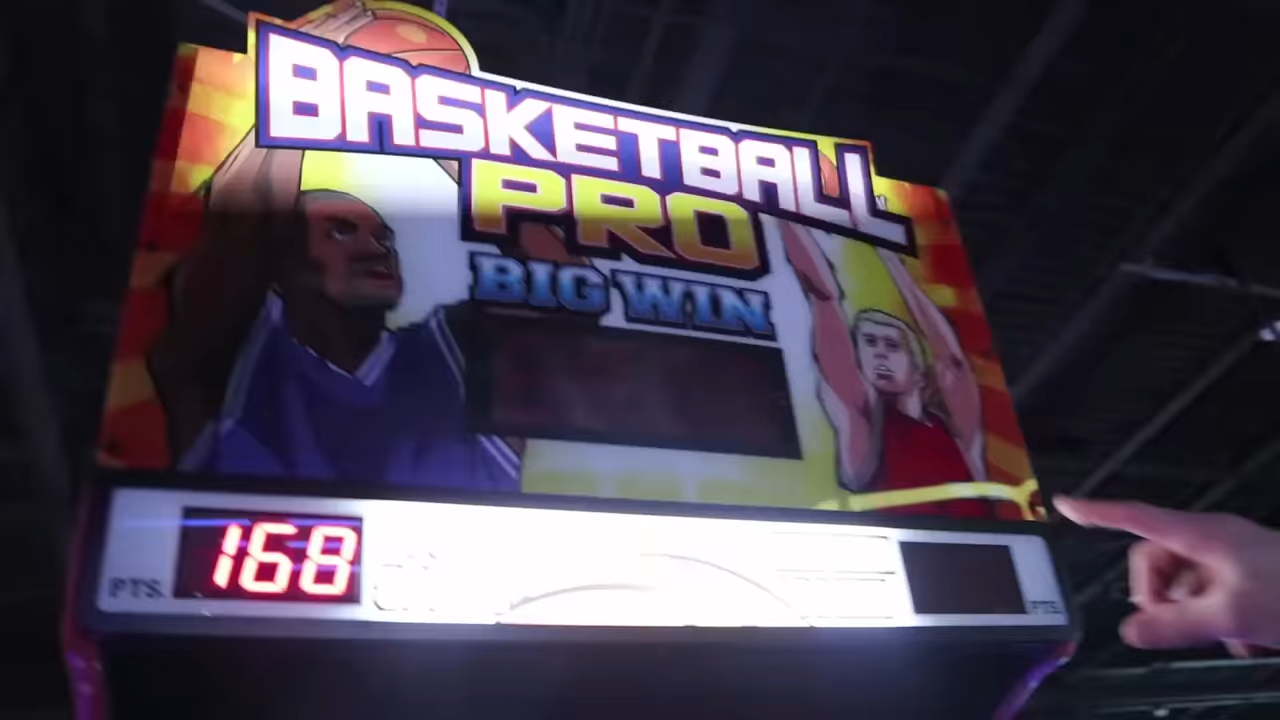 BASKETBALL
PRO
BIG WIN
PTS. 168
PTS.